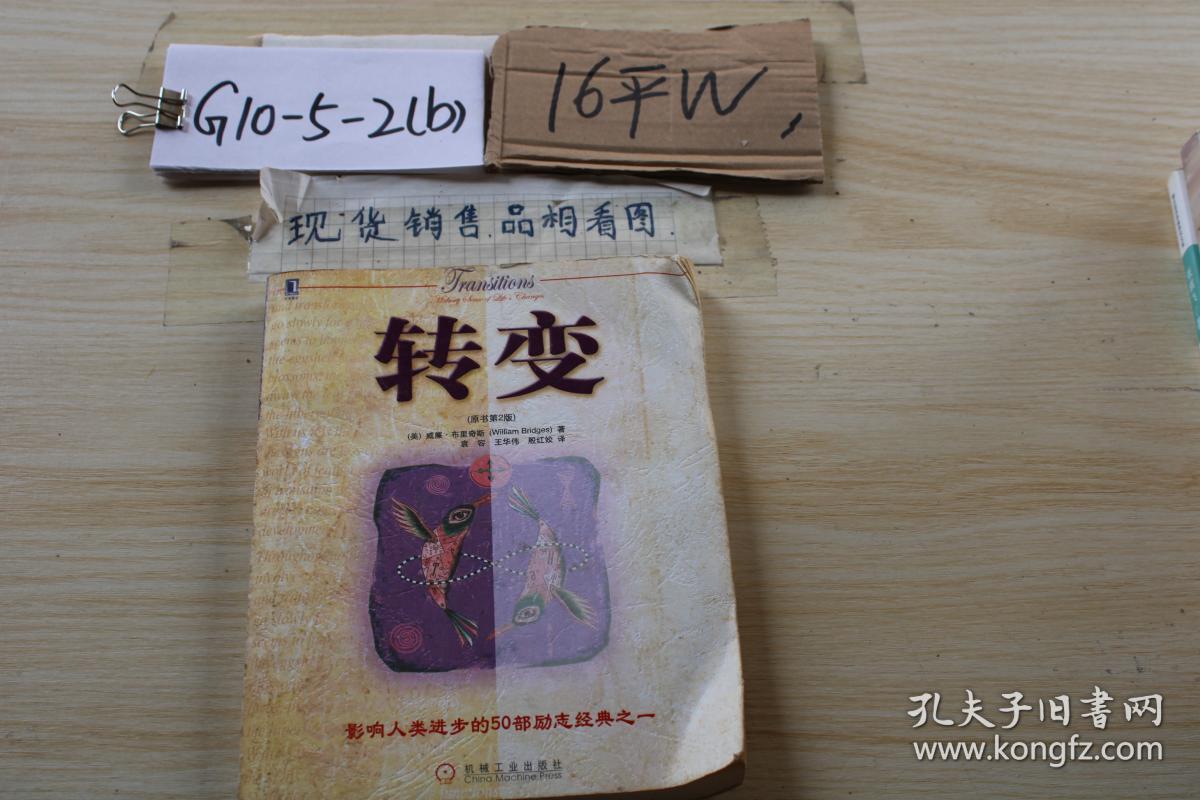 G10-5-2(b)
16平W
现货销售.品相看图.
Transitions
Making Sense of Life's Changes
转变
(原书第2版)
(美) 威廉·布里奇斯 (William Bridges) 著
袁容 王华伟 殷红姣 译
影响人类进步的50部励志经典之一
机械工业出版社
China Machine Press
孔夫子旧书网
www.kongfz.com